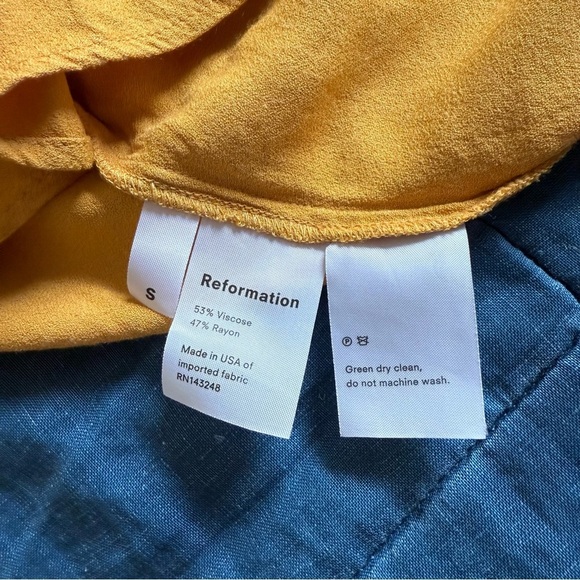 S
Reformation
53% Viscose
47% Rayon
Made in USA of
imported fabric
RN143248
P
Green dry clean,
do not machine wash.